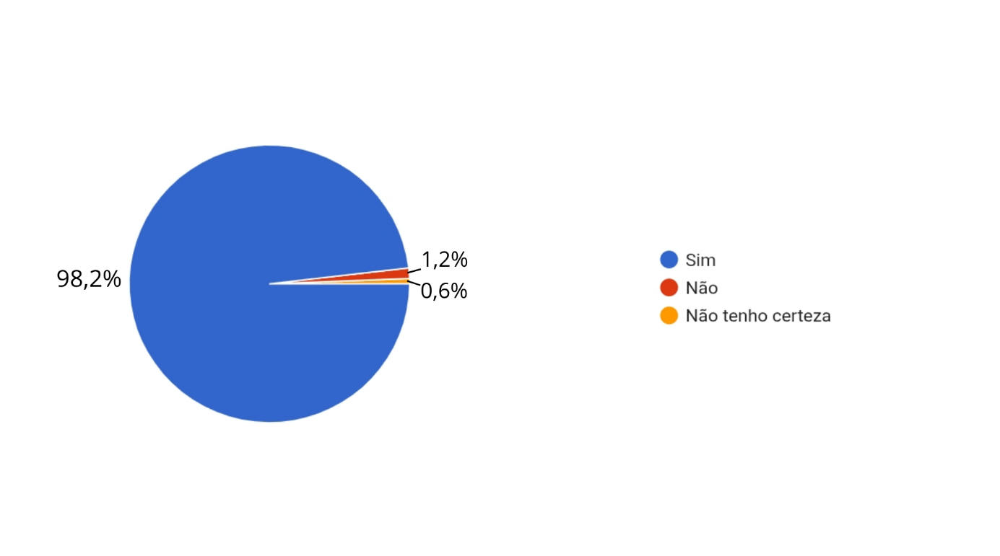 98,2%
1,2%
0,6%
Sim
Não
Não tenho certeza